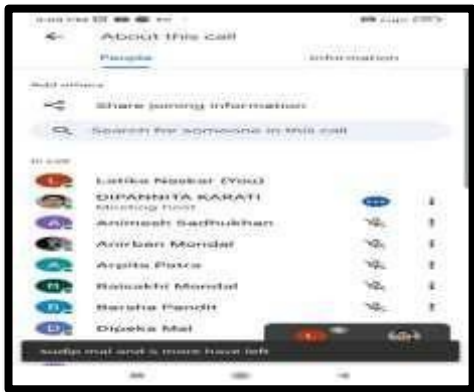 About this call
People
Information
Add others
Share joining information
Search for someone in this call
In call
Latika Naskar (You)
DIPANNITA KARATI
Meeting host
Animesh Sadhukhan
Anirban Mondal
Arpita Patra
Baisakhi Mondal
Barsha Pandit
Dipeka Mal
sudip mal and 5 more have left